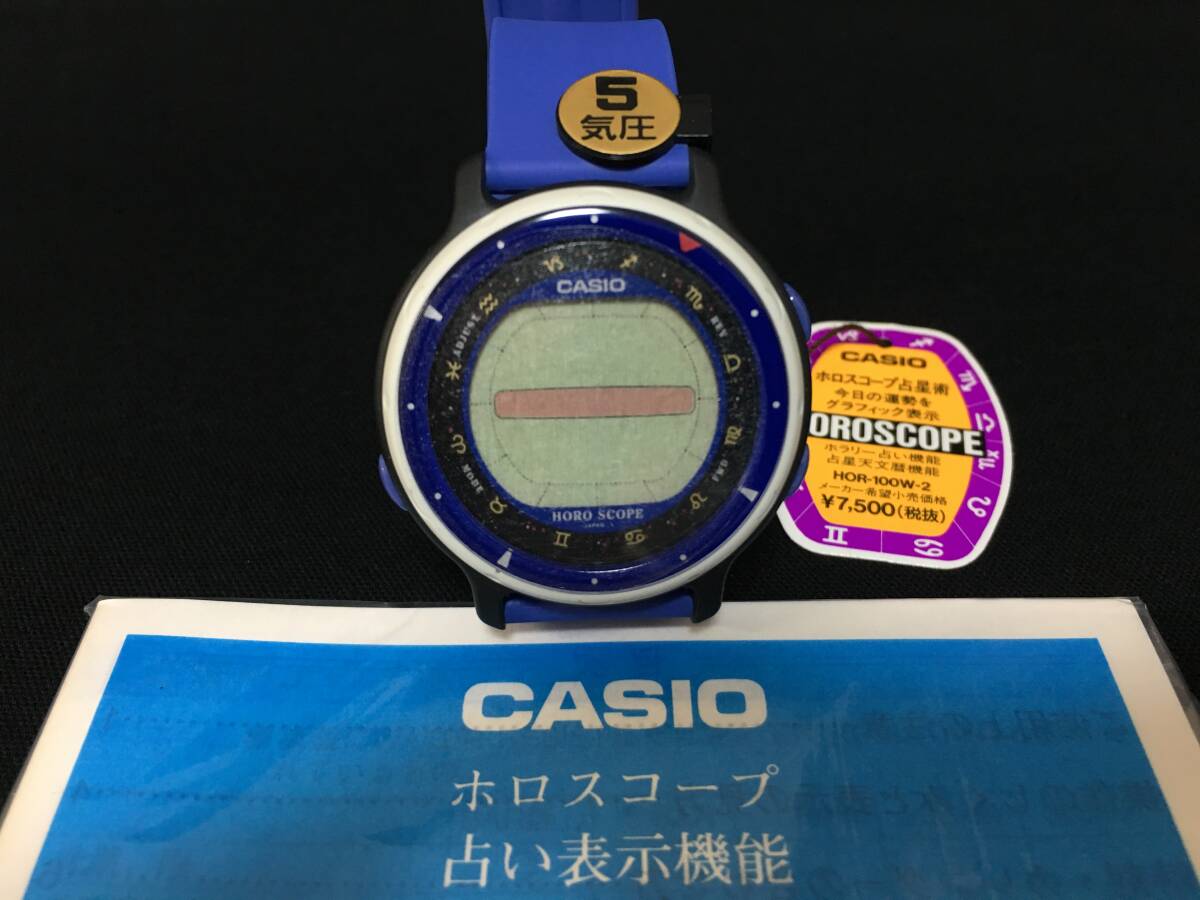 5
気圧
CASIO
ADJUST
REV
MODE
FWD
HORO SCOPE
JAPAN L
CASIO
ホロスコープ占星術
今日の運勢を
グラフィック表示
OROSCOPE
ホラリー占い機能
占星天文暦機能
HOR-100W-2
メーカー希望小売価格
¥7,500(税抜)
CASIO
ホロスコープ
占い表示機能